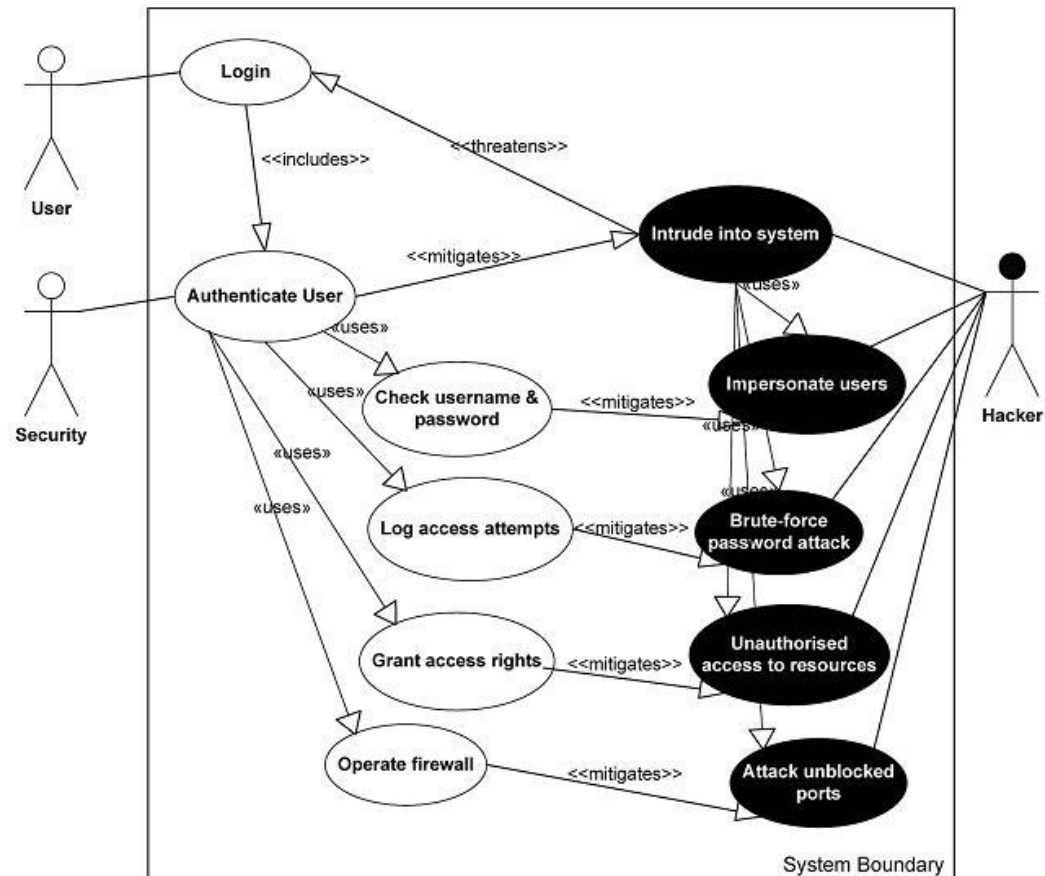 Login
<<threatens>>
<<includes>>
User
Intrude into system
<<mitigates>>
«uses»
Authenticate User
«uses»
Impersonate users
«uses»
Check username &
password
<<mitigates>>
Hacker
Security
«uses»
«uses»
«uses»
«uses»
Log access attempts
<<mitigates>>
Brute-force
password attack
Grant access rights
<<mitigates>>
Unauthorised
access to resources
Operate firewall
<<mitigates>>
Attack unblocked
ports
System Boundary